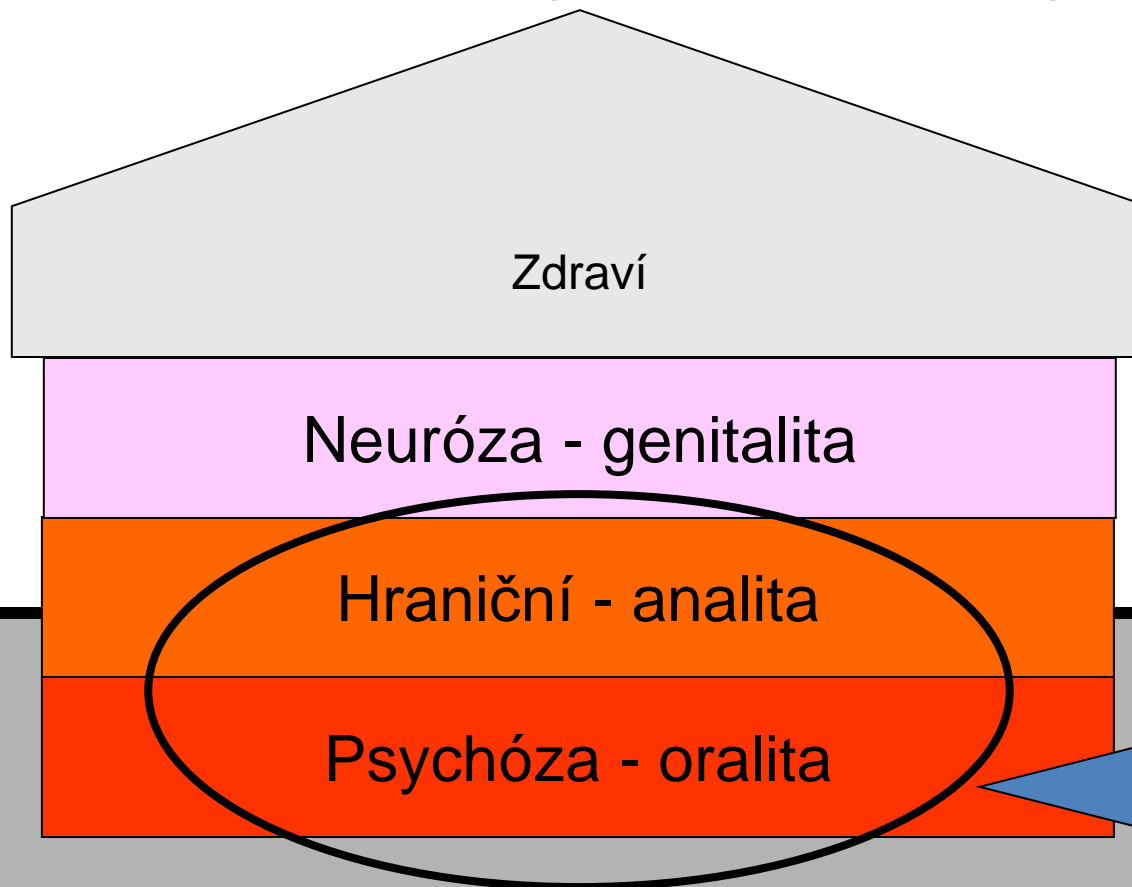 Zdraví
Neuróza - genitalita
Hraniční - analita
Psychóza - oralita